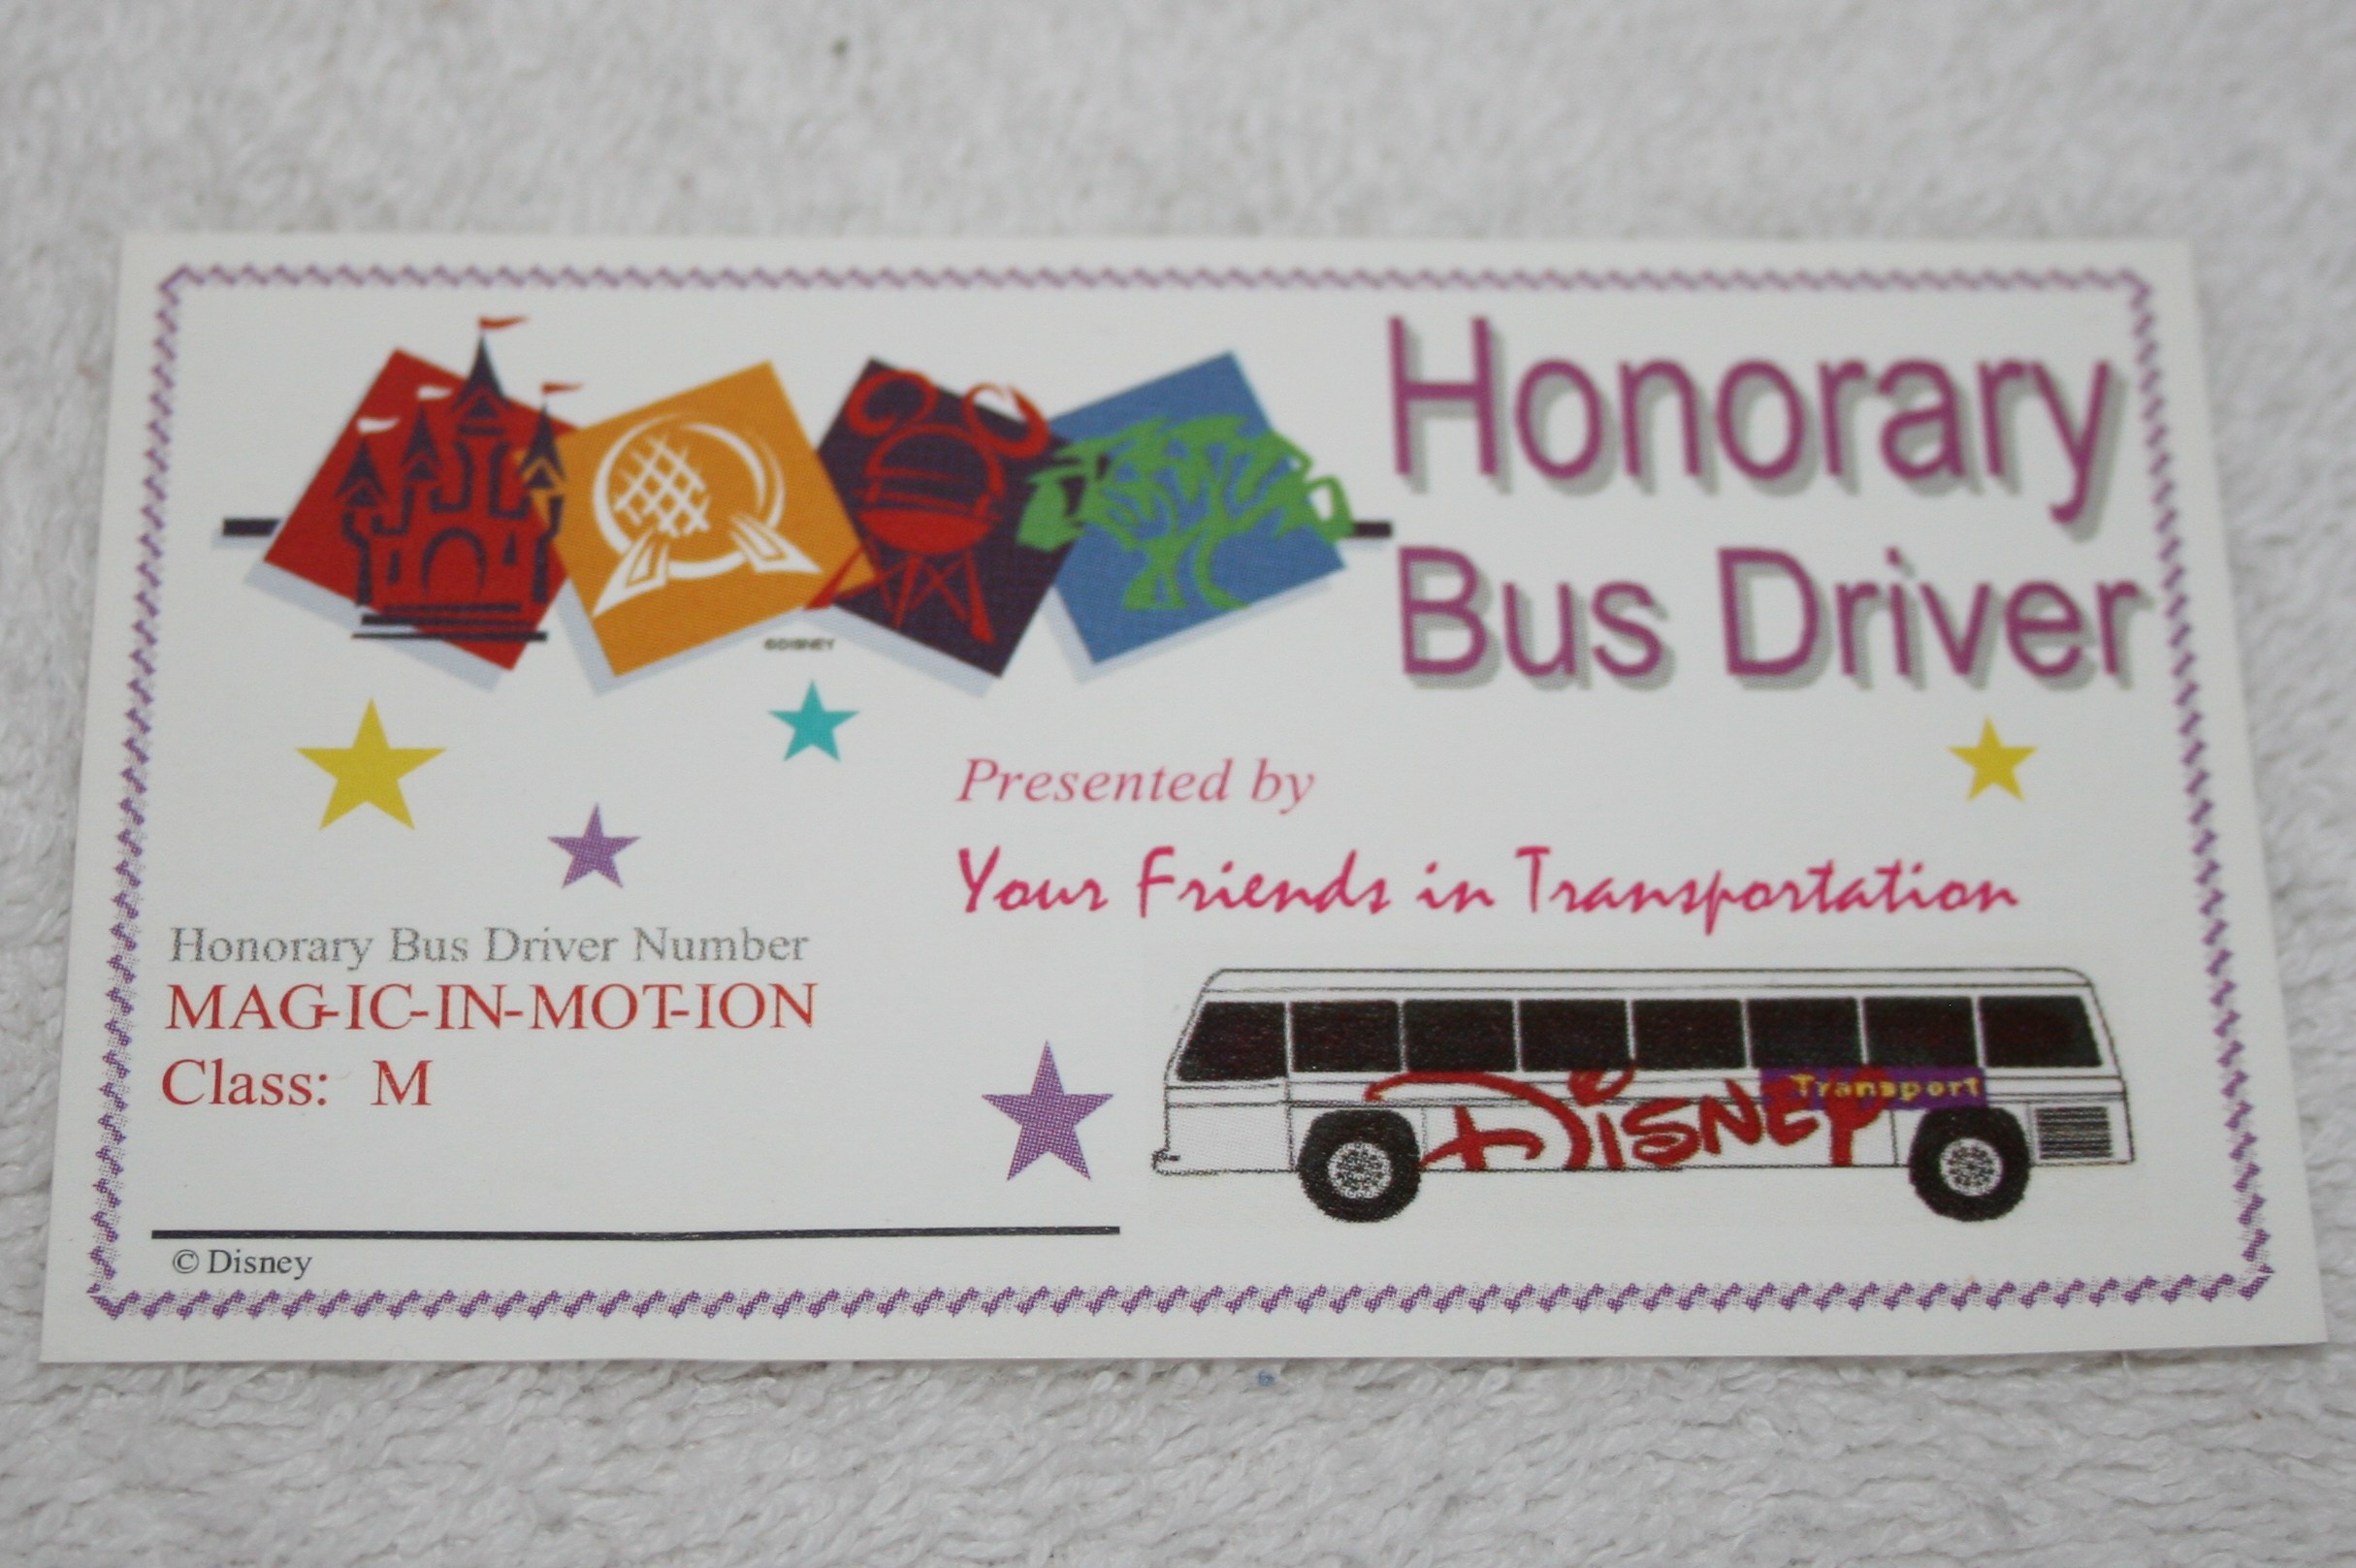 Honorary
Bus Driver
©DISNEY
Presented by
Your Friends in Transportation
Honorary Bus Driver Number
MAG-IC-IN-MOT-ION
Class: M
Transport
Disney
© Disney